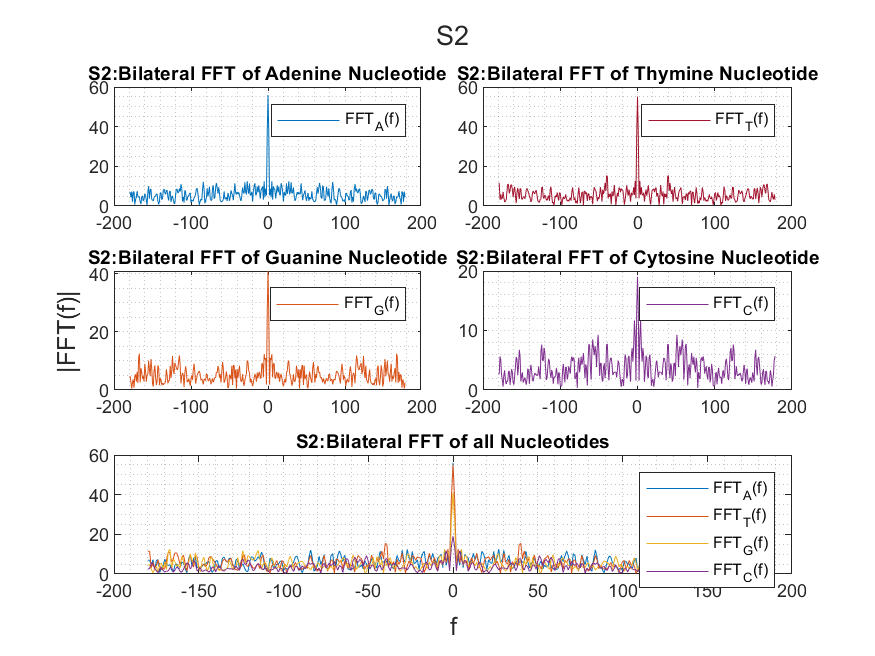 S2
S2:Bilateral FFT of Adenine Nucleotide
60
40
20
0
-200
-100
0
100
200
FFT_A(f)
S2:Bilateral FFT of Thymine Nucleotide
60
40
20
0
-200
-100
0
100
200
FFT_T(f)
S2:Bilateral FFT of Guanine Nucleotide
40
20
0
-200
-100
0
100
200
FFT_G(f)
S2:Bilateral FFT of Cytosine Nucleotide
20
10
0
-200
-100
0
100
200
FFT_C(f)
|FFT(f)|
S2:Bilateral FFT of all Nucleotides
60
40
20
0
-200
-150
-100
-50
0
50
100
150
200
FFT_A(f)
FFT_T(f)
FFT_G(f)
FFT_C(f)
f